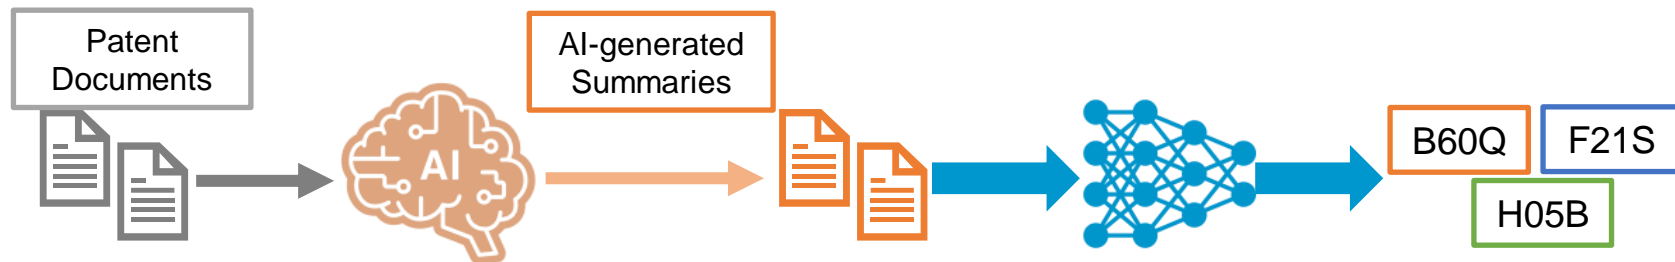 Patent
Documents
AI
AI-generated
Summaries
B60Q
F21S
H05B